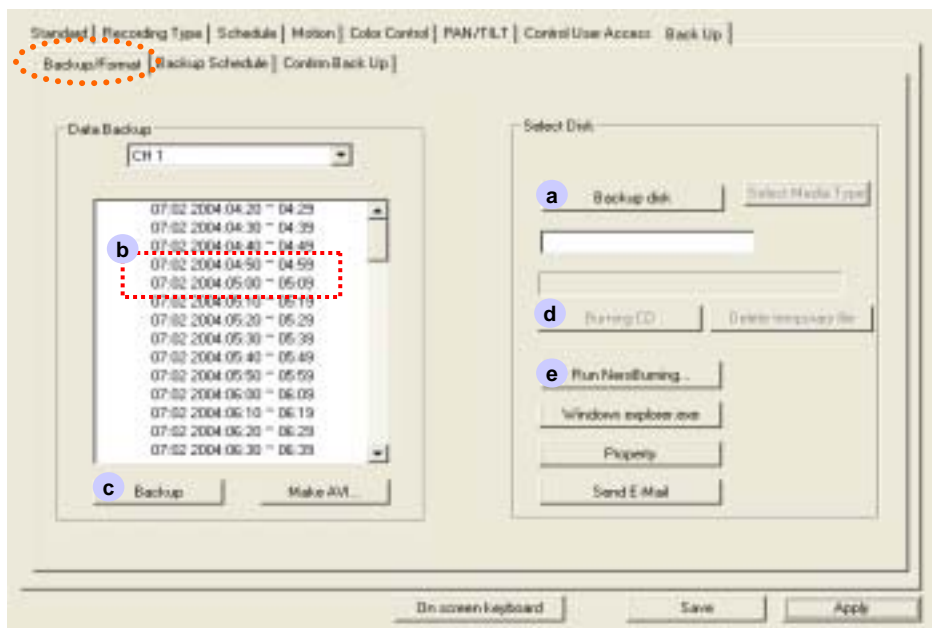 Standard Recording Type Schedule Motion Color Control PAN/TILT Control User Access Back Up
Backup/Format Backup Schedule Confirm Back Up
Data Backup
CH 1
07:02 2004:04:20 ~ 04:29
07:02 2004:04:30 ~ 04:39
07:02 2004:04:40 ~ 04:49
07:02 2004:04:50 ~ 04:59
07:02 2004:05:00 ~ 05:09
07:02 2004:05:10 ~ 05:19
07:02 2004:05:20 ~ 05:29
07:02 2004:05:30 ~ 05:39
07:02 2004:05:40 ~ 05:49
07:02 2004:05:50 ~ 05:59
07:02 2004:06:00 ~ 06:09
07:02 2004:06:10 ~ 06:19
07:02 2004:06:20 ~ 06:29
07:02 2004:06:30 ~ 06:39
b
c Backup Make AVI...
Select Disk
a Backup disk Select Media Type
d Burning CD Delete temporary file
e Run NeroBurning...
Windows explorer.exe
Property
Send E-Mail
On screen keyboard Save Apply